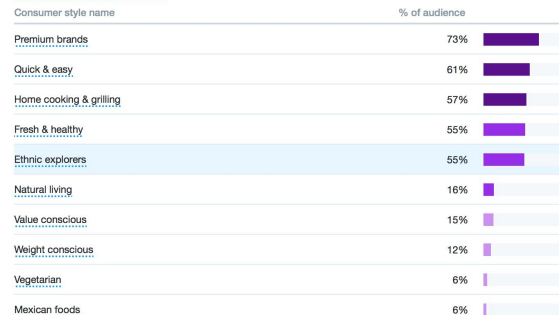 Consumer style name % of audience
Premium brands 73%
Quick & easy 61%
Home cooking & grilling 57%
Fresh & healthy 55%
Ethnic explorers 55%
Natural living 16%
Value conscious 15%
Weight conscious 12%
Vegetarian 6%
Mexican foods 6%